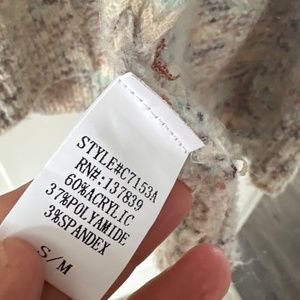 STYLE#C7153A
RN#:137839
60%ACRYLIC
37%POLYAMIDE
3%SPANDEX
S/M